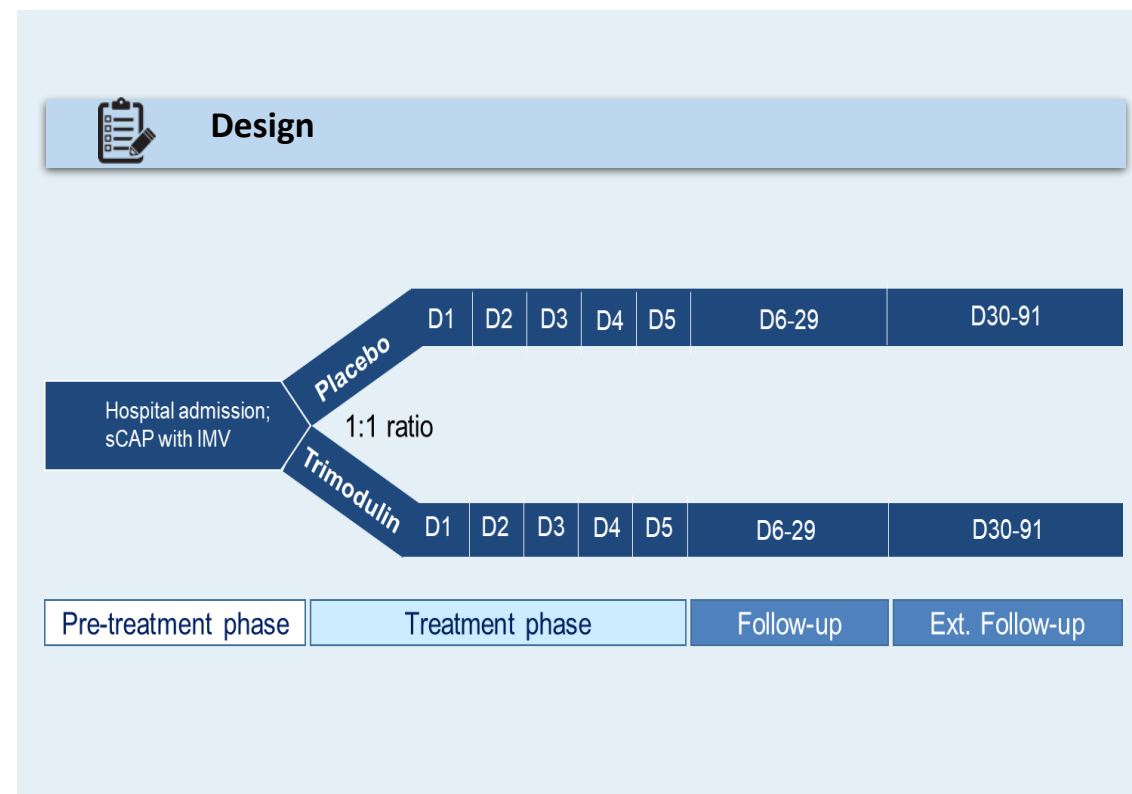 Design
D1 D2 D3 D4 D5 D6-29 D30-91
Placebo
Hospital admission;
sCAP with IMV
1:1 ratio
Trimodulin
D1 D2 D3 D4 D5 D6-29 D30-91
Pre-treatment phase Treatment phase Follow-up Ext. Follow-up